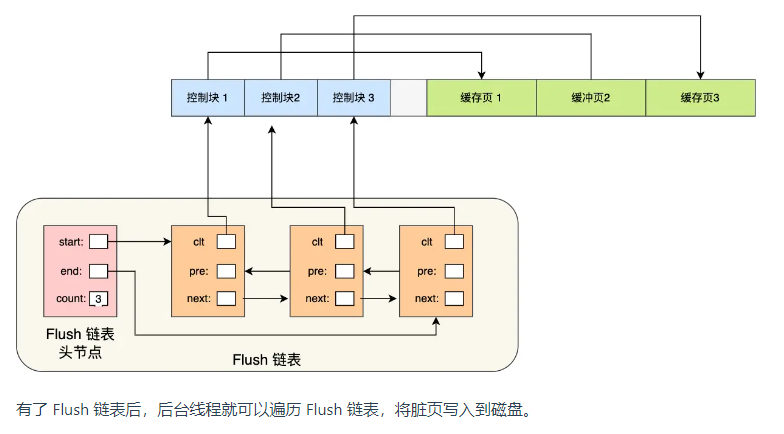 控制块 1
控制块2
控制块 3
缓存页 1
缓冲页2
缓存页3
start:
end:
count: 3
clt
pre:
next:
clt
pre:
next:
clt
pre:
next:
Flush 链表
头节点
Flush 链表
有了 Flush 链表后，后台线程就可以遍历 Flush 链表，将脏页写入到磁盘。